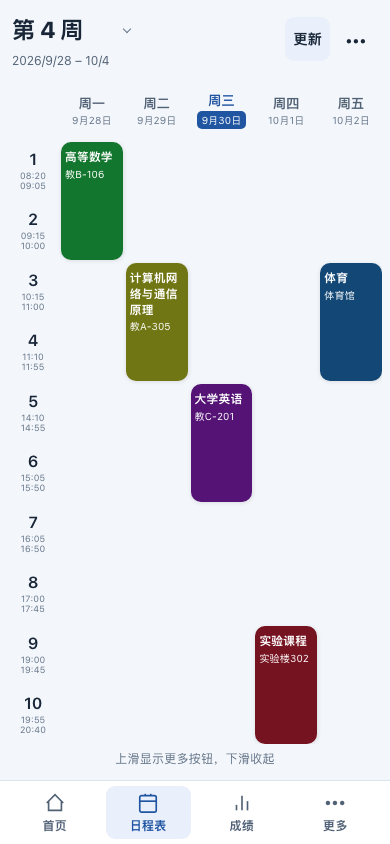 第 4 周
更新
2026/9/28 – 10/4
周一
周二
周三
周四
周五
9月28日
9月29日
9月30日
10月1日
10月2日
1
08:20
09:05
高等数学
教B-106
2
09:15
10:00
3
10:15
11:00
计算机网
络与通信
原理
教A-305
体育
体育馆
4
11:10
11:55
5
14:10
14:55
大学英语
教C-201
6
15:05
15:50
7
16:05
16:50
8
17:00
17:45
9
19:00
19:45
实验课程
实验楼302
10
19:55
20:40
上滑显示更多按钮，下滑收起
首页
日程表
成绩
更多